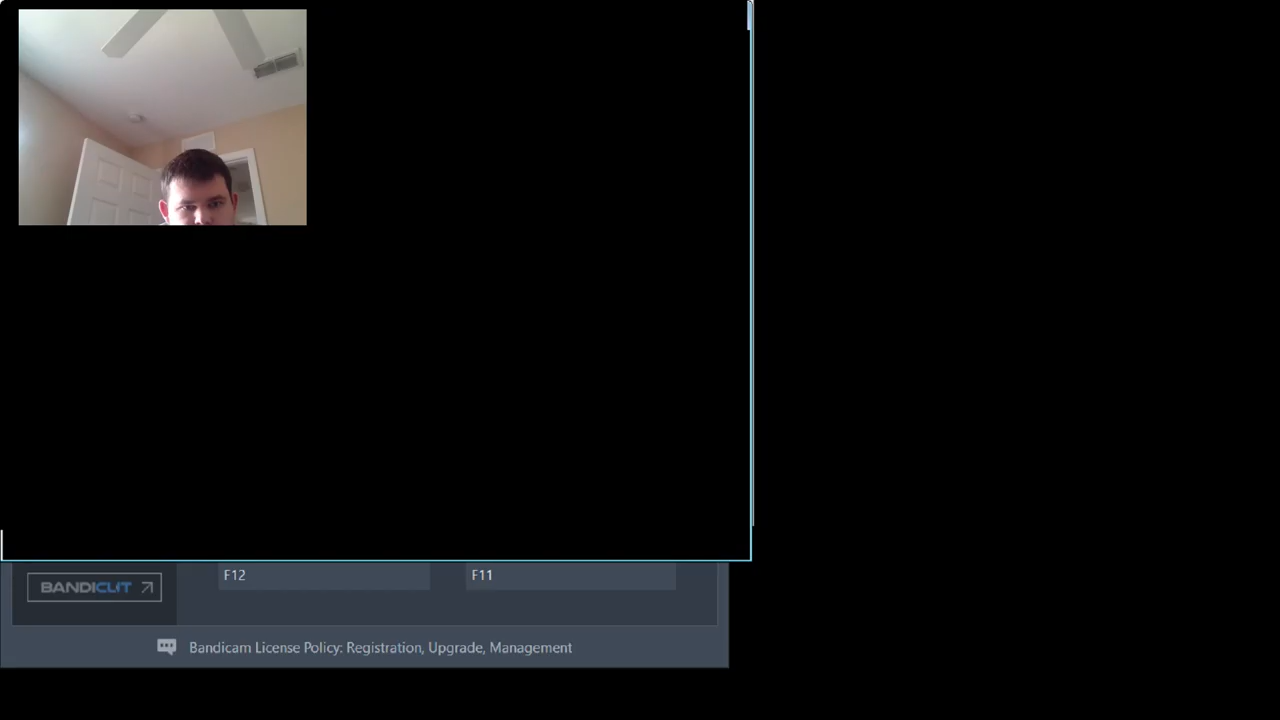 F12
F11
BANDICUT
Bandicam License Policy: Registration, Upgrade, Management